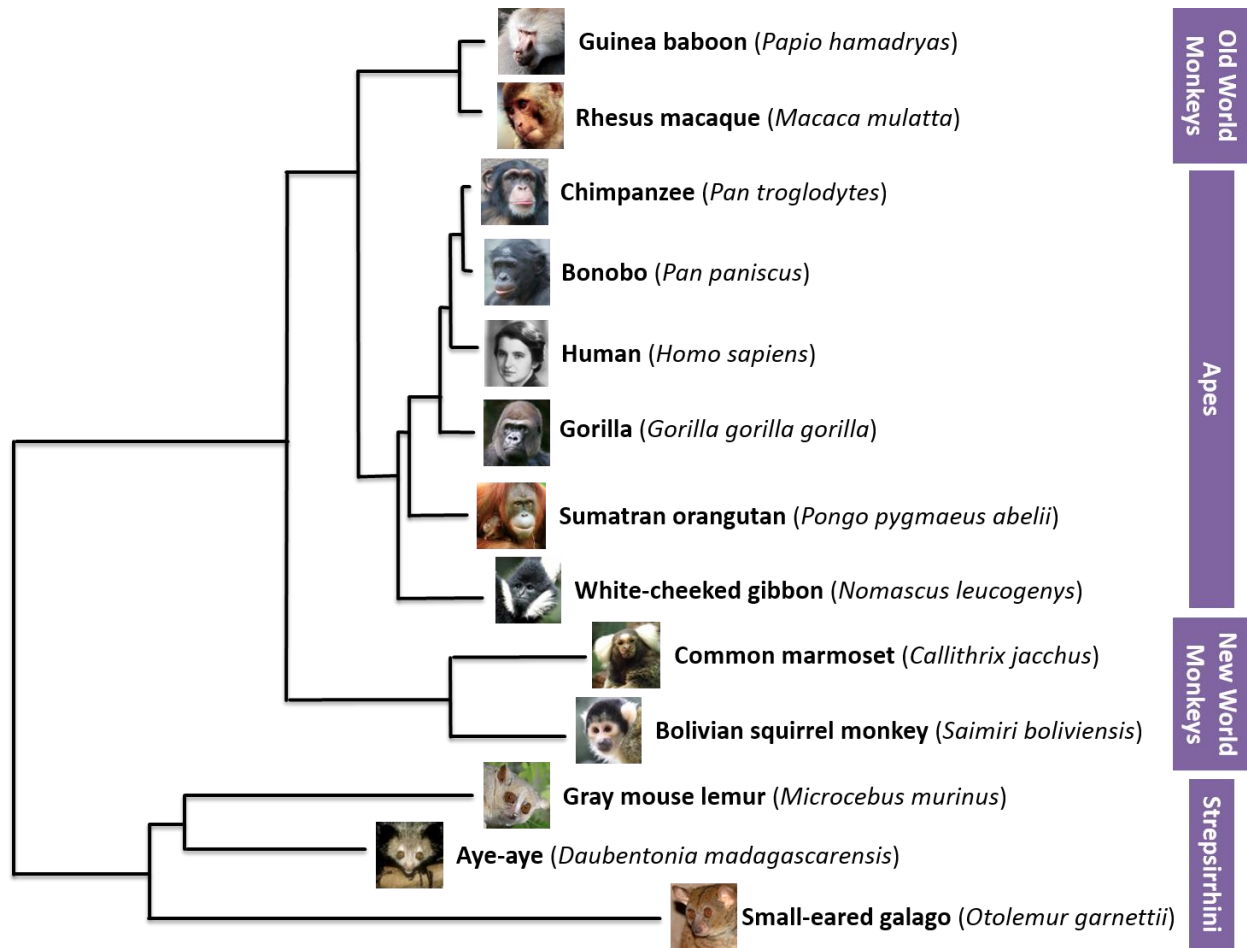 Guinea baboon (Papio hamadryas)
Rhesus macaque (Macaca mulatta)
Old World
Monkeys
Chimpanzee (Pan troglodytes)
Bonobo (Pan paniscus)
Human (Homo sapiens)
Gorilla (Gorilla gorilla gorilla)
Sumatran orangutan (Pongo pygmaeus abelii)
White-cheeked gibbon (Nomascus leucogenys)
Apes
Common marmoset (Callithrix jacchus)
Bolivian squirrel monkey (Saimiri boliviensis)
New World
Monkeys
Gray mouse lemur (Microcebus murinus)
Aye-aye (Daubentonia madagascarensis)
Small-eared galago (Otolemur garnettii)
Strepsirrhini